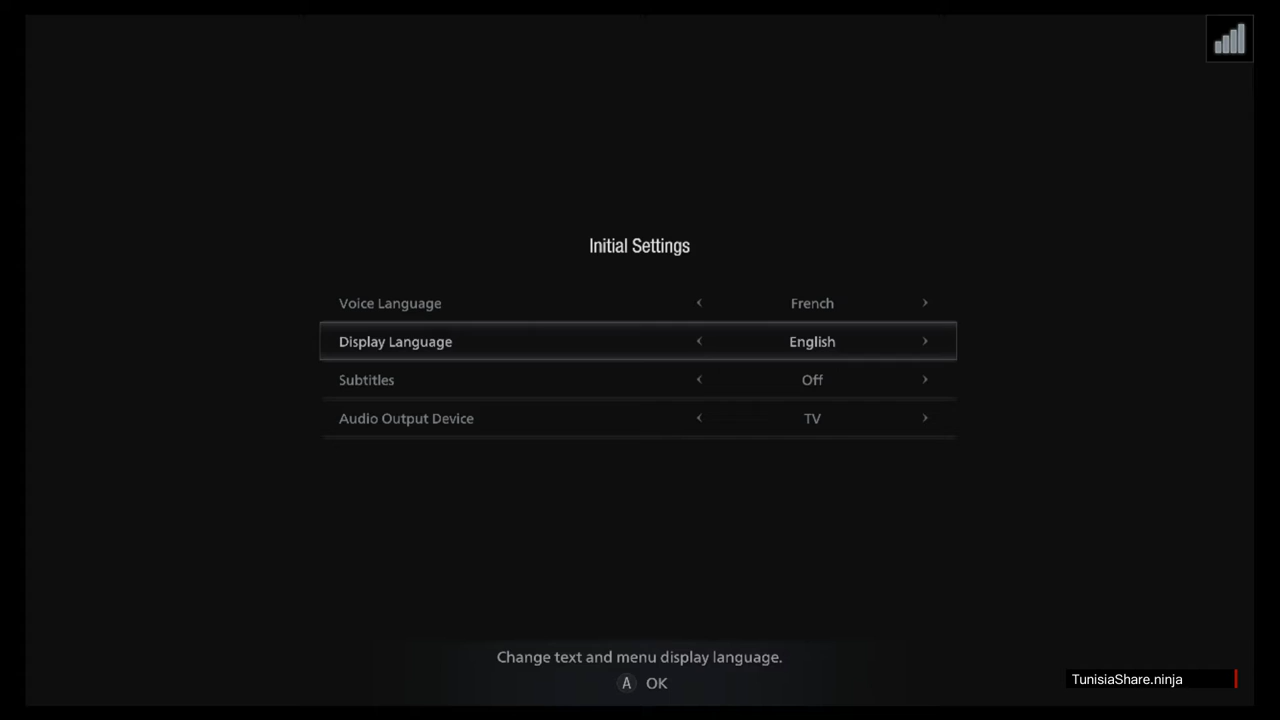 Initial Settings
Voice Language < French >
Display Language < English >
Subtitles < Off >
Audio Output Device < TV >
Change text and menu display language.
A OK
TunisiaShare.ninja